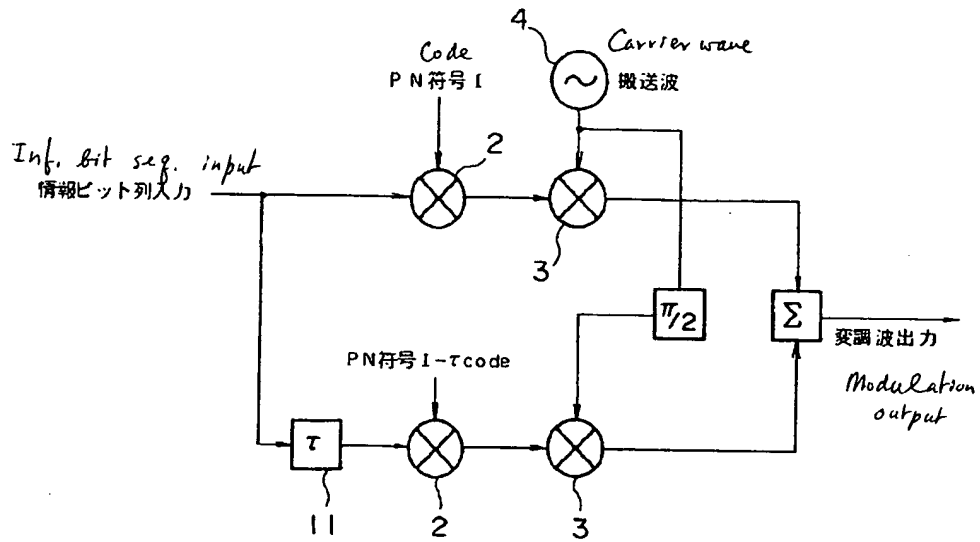 4
Carrier wave
搬送波
Code
PN符号I
2
Inf. bit seq. input
情報ビット列入力
3
π/2
Σ
変調波出力
Modulation
output
PN符号I-τcode
τ
11
2
3